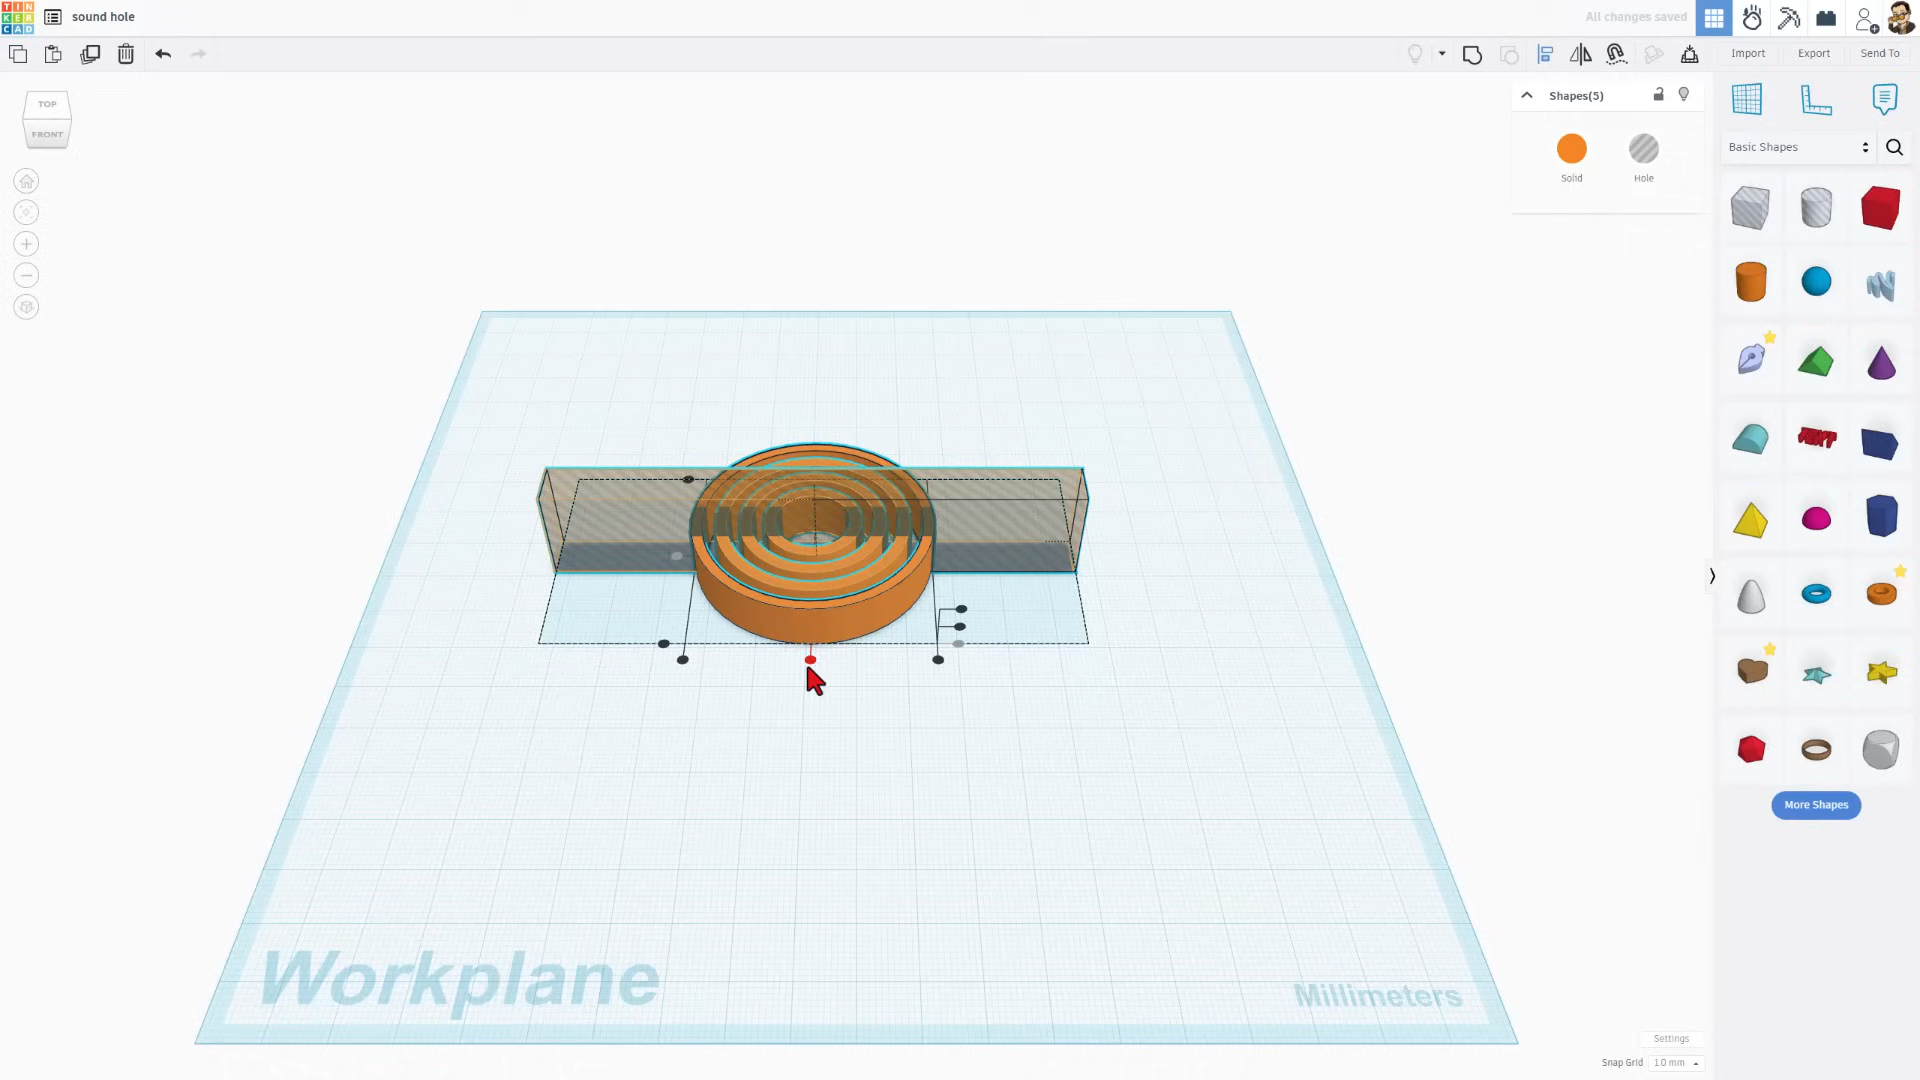 TIN
KER
CAD
sound hole
All changes saved
Import
Export
Send To
TOP
FRONT
Shapes(5)
Solid
Hole
Basic Shapes
More Shapes
Workplane
Millimeters
Settings
Snap Grid
1.0 mm